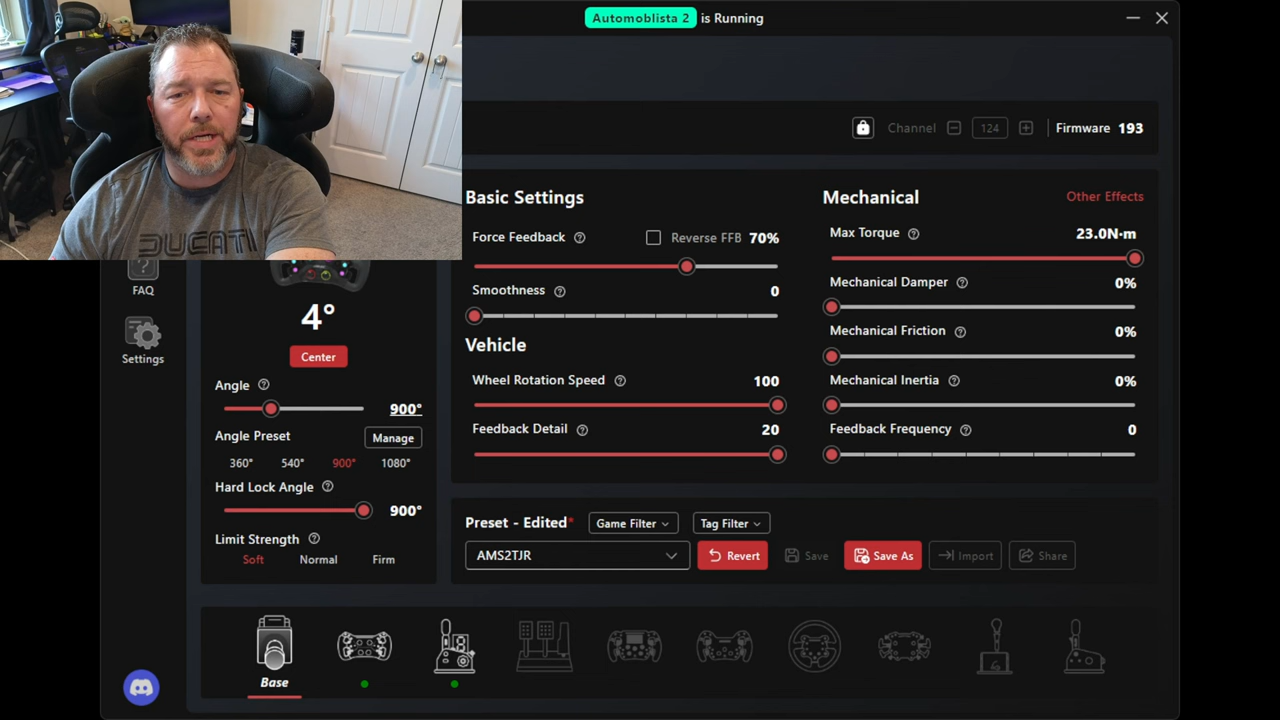 Automoblista 2 is Running
Channel 124 Firmware 193
DUCATI
FAQ
Settings
4°
Center
Angle
900°
Angle Preset
Manage
360° 540° 900° 1080°
Hard Lock Angle
900°
Limit Strength
Soft Normal Firm
Basic Settings
Force Feedback Reverse FFB 70%
Smoothness 0
Vehicle
Wheel Rotation Speed 100
Feedback Detail 20
Mechanical Other Effects
Max Torque 23.0N·m
Mechanical Damper 0%
Mechanical Friction 0%
Mechanical Inertia 0%
Feedback Frequency 0
Preset - Edited* Game Filter Tag Filter
AMS2TJR Revert Save Save As Import Share
Base